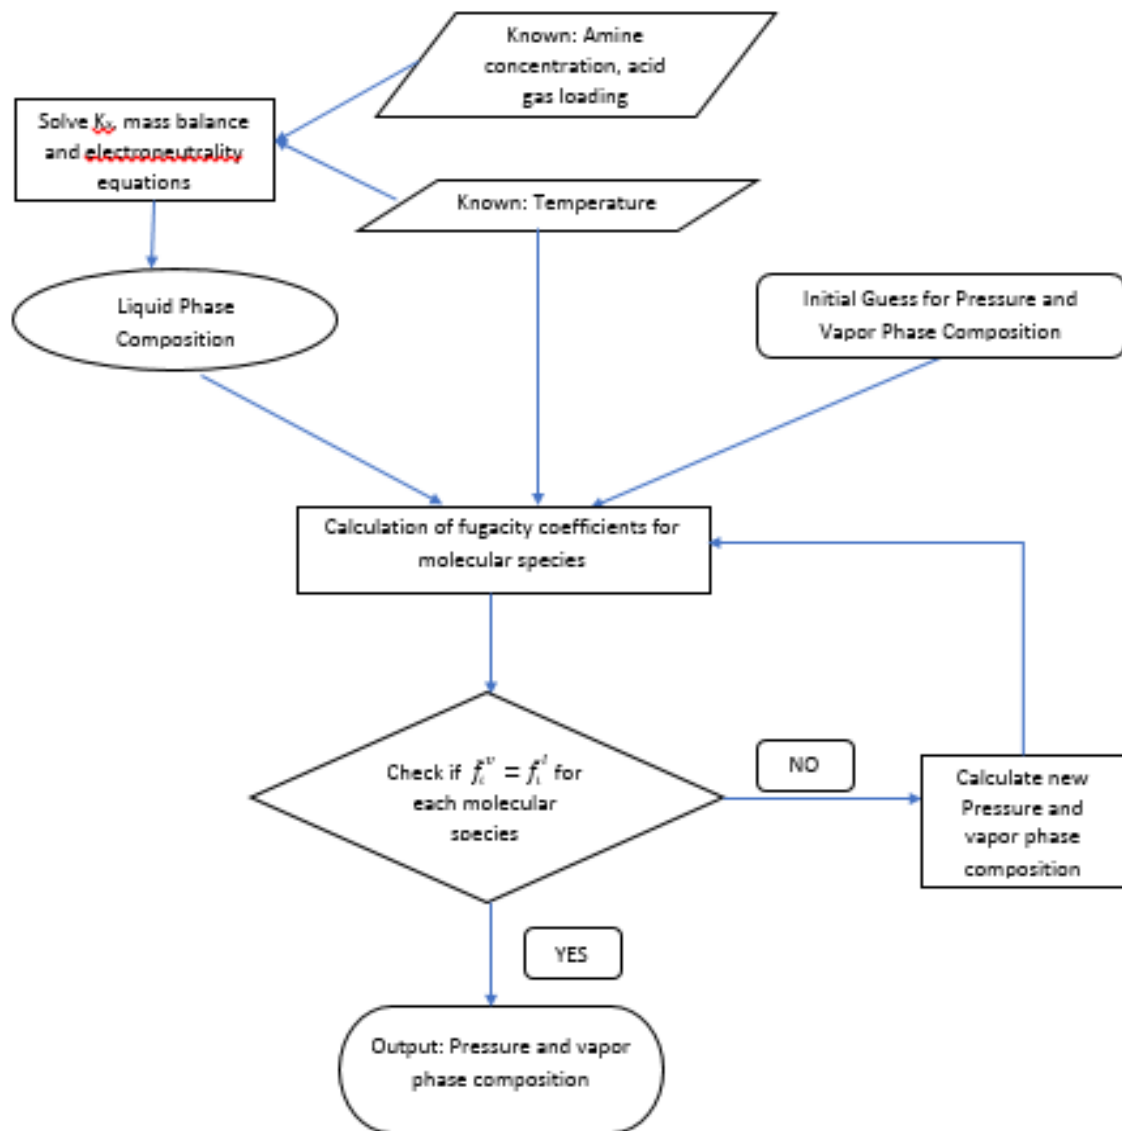 Known: Amine
concentration, acid
gas loading
Solve Kₓ, mass balance
and electroneutrality
equations
Known: Temperature
Liquid Phase
Composition
Initial Guess for Pressure and
Vapor Phase Composition
Calculation of fugacity coefficients for
molecular species
Check if fᵢᵛ = fᵢˡ for
each molecular
species
NO
Calculate new
Pressure and
vapor phase
composition
YES
Output: Pressure and vapor
phase composition